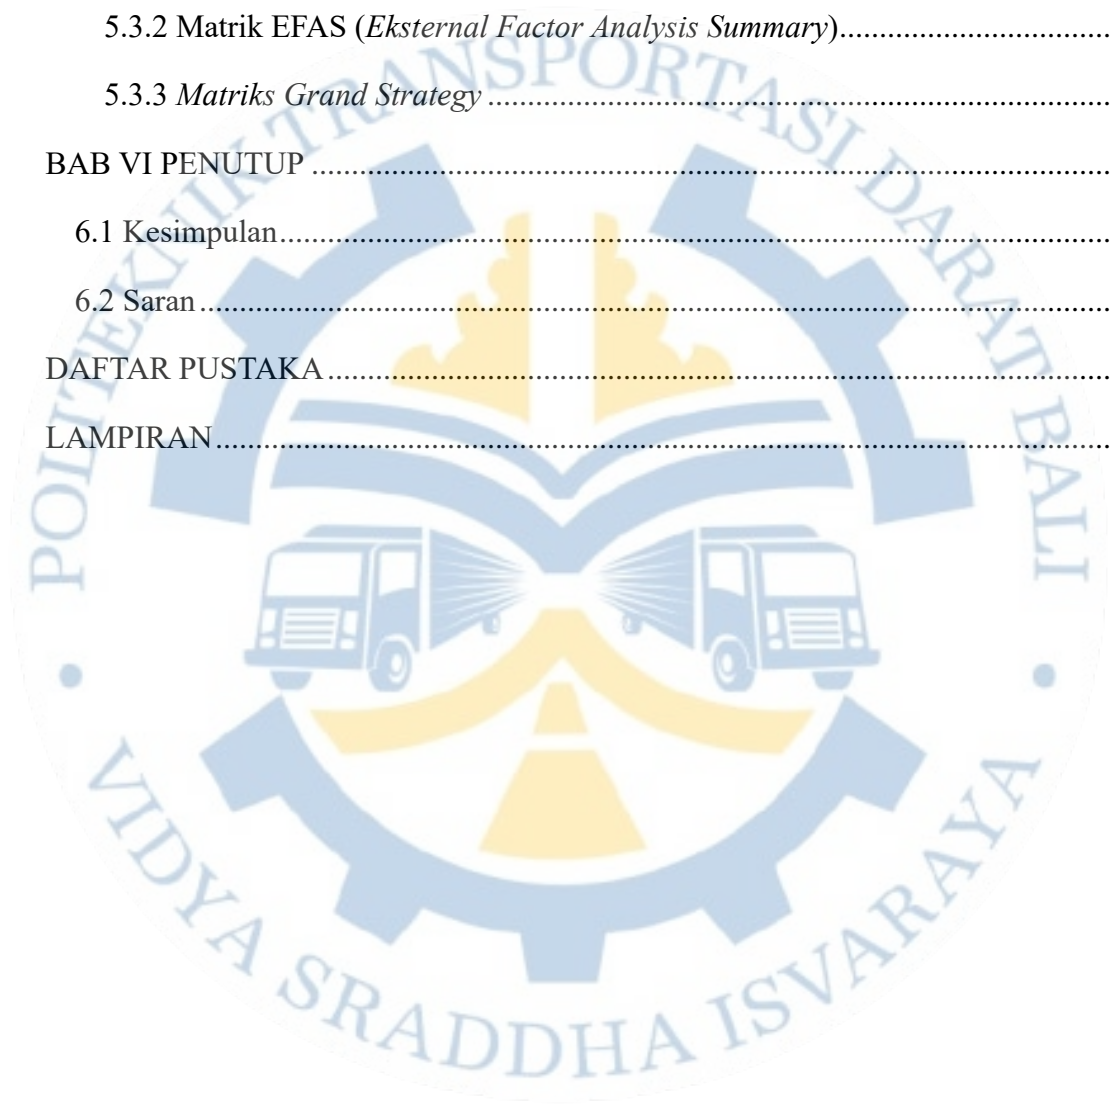 5.3.2 Matrik EFAS (Eksternal Factor Analysis Summary)....................................
5.3.3 Matriks Grand Strategy ................................................................................
BAB VI PENUTUP ......................................................................................................
6.1 Kesimpulan..........................................................................................................
6.2 Saran ....................................................................................................................
DAFTAR PUSTAKA ....................................................................................................
LAMPIRAN..................................................................................................................
POLITEKNIK TRANSPORTASI DARAT BALI
• VIDYA SRADDHA ISVARAYA •